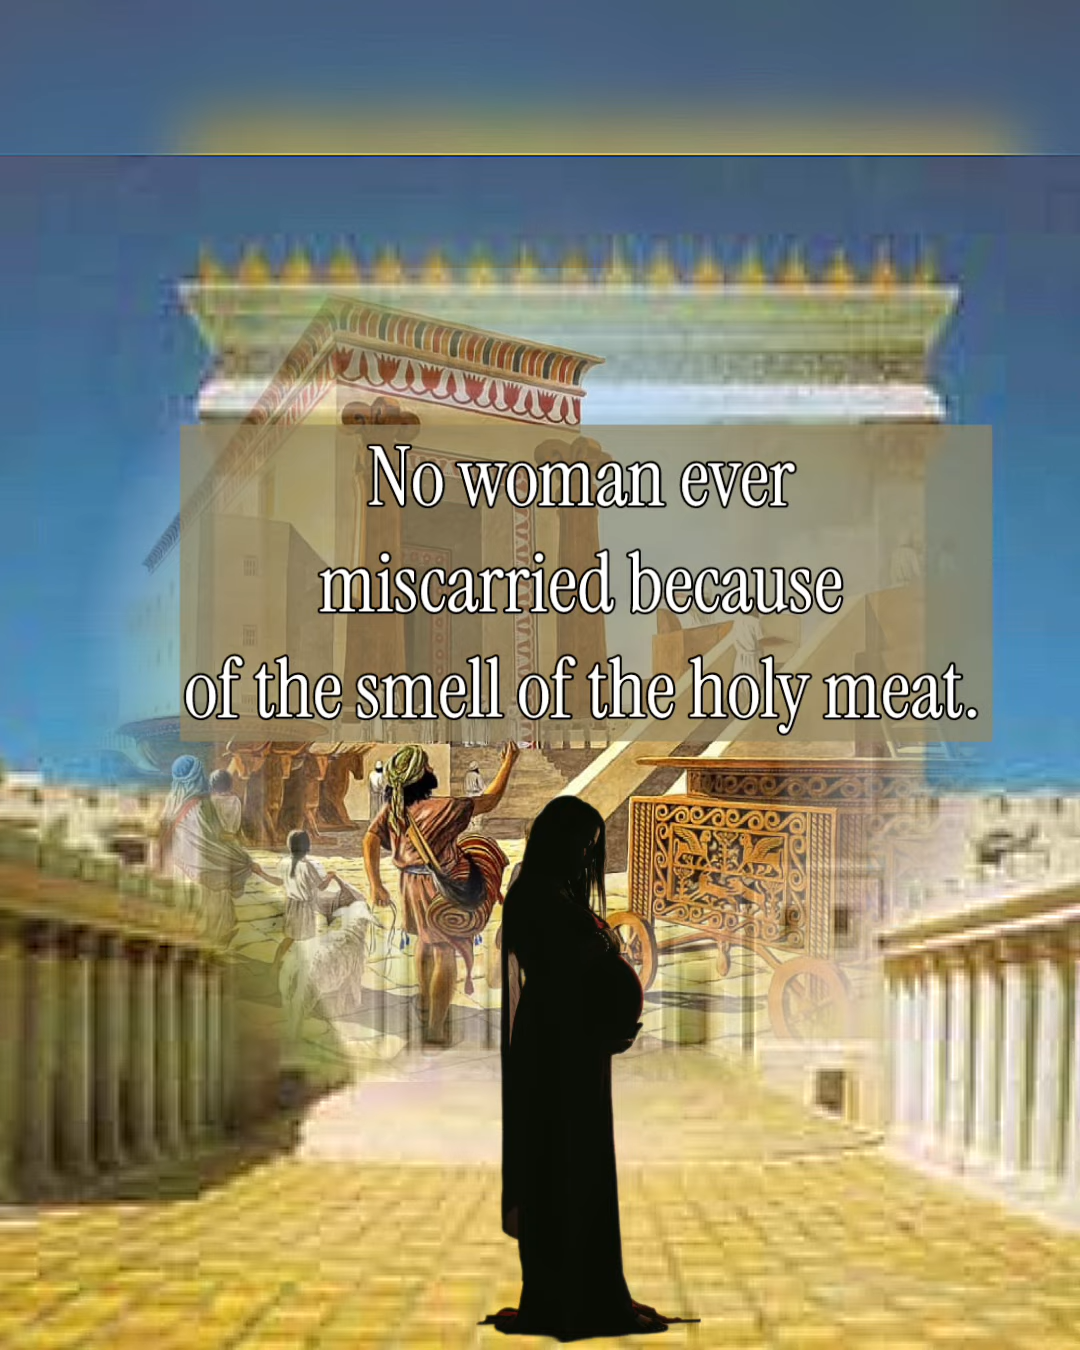 No woman ever
miscarried because
of the smell of the holy meat.